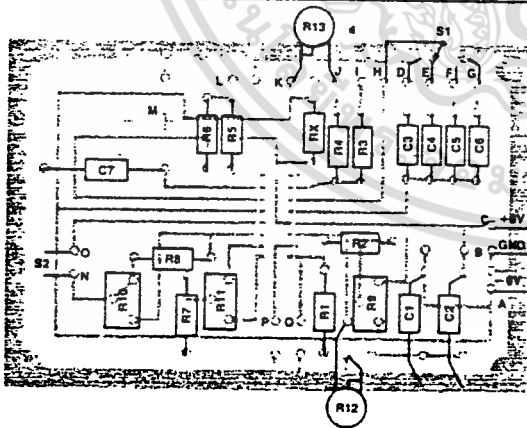 R13
S1
L K J I H D E F G
M
R6 R5 RX R4 R3 C3 C4 C5 C6
C7
C +9V
O R8 R2 B GND
S2 -9V
N R10 R7 R11 P Q R1 R9 C1 C2 A
R12